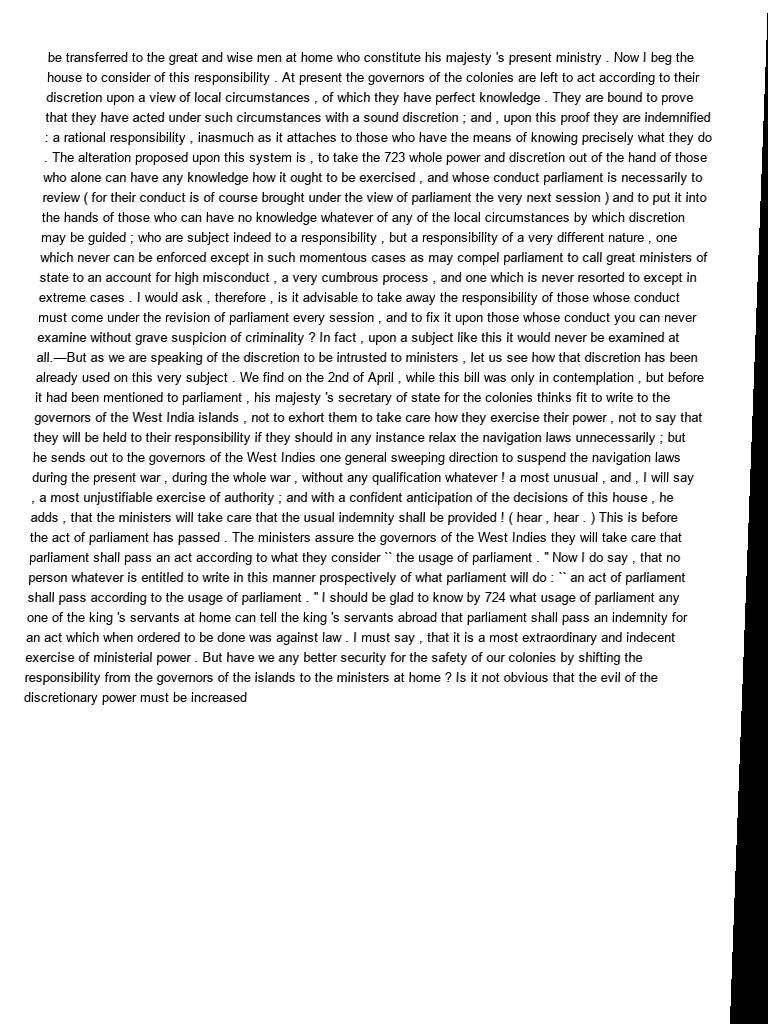 be transferred to the great and wise men at home who constitute his majesty 's present ministry . Now I beg the
house to consider of this responsibility . At present the governors of the colonies are left to act according to their
discretion upon a view of local circumstances , of which they have perfect knowledge . They are bound to prove
that they have acted under such circumstances with a sound discretion ; and , upon this proof they are indemnified
: a rational responsibility , inasmuch as it attaches to those who have the means of knowing precisely what they do
. The alteration proposed upon this system is , to take the 723 whole power and discretion out of the hand of those
who alone can have any knowledge how it ought to be exercised , and whose conduct parliament is necessarily to
review ( for their conduct is of course brought under the view of parliament the very next session ) and to put it into
the hands of those who can have no knowledge whatever of any of the local circumstances by which discretion
may be guided ; who are subject indeed to a responsibility , but a responsibility of a very different nature , one
which never can be enforced except in such momentous cases as may compel parliament to call great ministers of
state to an account for high misconduct , a very cumbrous process , and one which is never resorted to except in
extreme cases . I would ask , therefore , is it advisable to take away the responsibility of those whose conduct
must come under the revision of parliament every session , and to fix it upon those whose conduct you can never
examine without grave suspicion of criminality ? In fact , upon a subject like this it would never be examined at
all.—But as we are speaking of the discretion to be intrusted to ministers , let us see how that discretion has been
already used on this very subject . We find on the 2nd of April , while this bill was only in contemplation , but before
it had been mentioned to parliament , his majesty 's secretary of state for the colonies thinks fit to write to the
governors of the West India islands , not to exhort them to take care how they exercise their power , not to say that
they will be held to their responsibility if they should in any instance relax the navigation laws unnecessarily ; but
he sends out to the governors of the West Indies one general sweeping direction to suspend the navigation laws
during the present war , during the whole war , without any qualification whatever ! a most unusual , and , I will say
, a most unjustifiable exercise of authority ; and with a confident anticipation of the decisions of this house , he
adds , that the ministers will take care that the usual indemnity shall be provided ! ( hear , hear . ) This is before
the act of parliament has passed . The ministers assure the governors of the West Indies they will take care that
parliament shall pass an act according to what they consider `` the usage of parliament . " Now I do say , that no
person whatever is entitled to write in this manner prospectively of what parliament will do : `` an act of parliament
shall pass according to the usage of parliament . " I should be glad to know by 724 what usage of parliament any
one of the king 's servants at home can tell the king 's servants abroad that parliament shall pass an indemnity for
an act which when ordered to be done was against law . I must say , that it is a most extraordinary and indecent
exercise of ministerial power . But have we any better security for the safety of our colonies by shifting the
responsibility from the governors of the islands to the ministers at home ? Is it not obvious that the evil of the
discretionary power must be increased